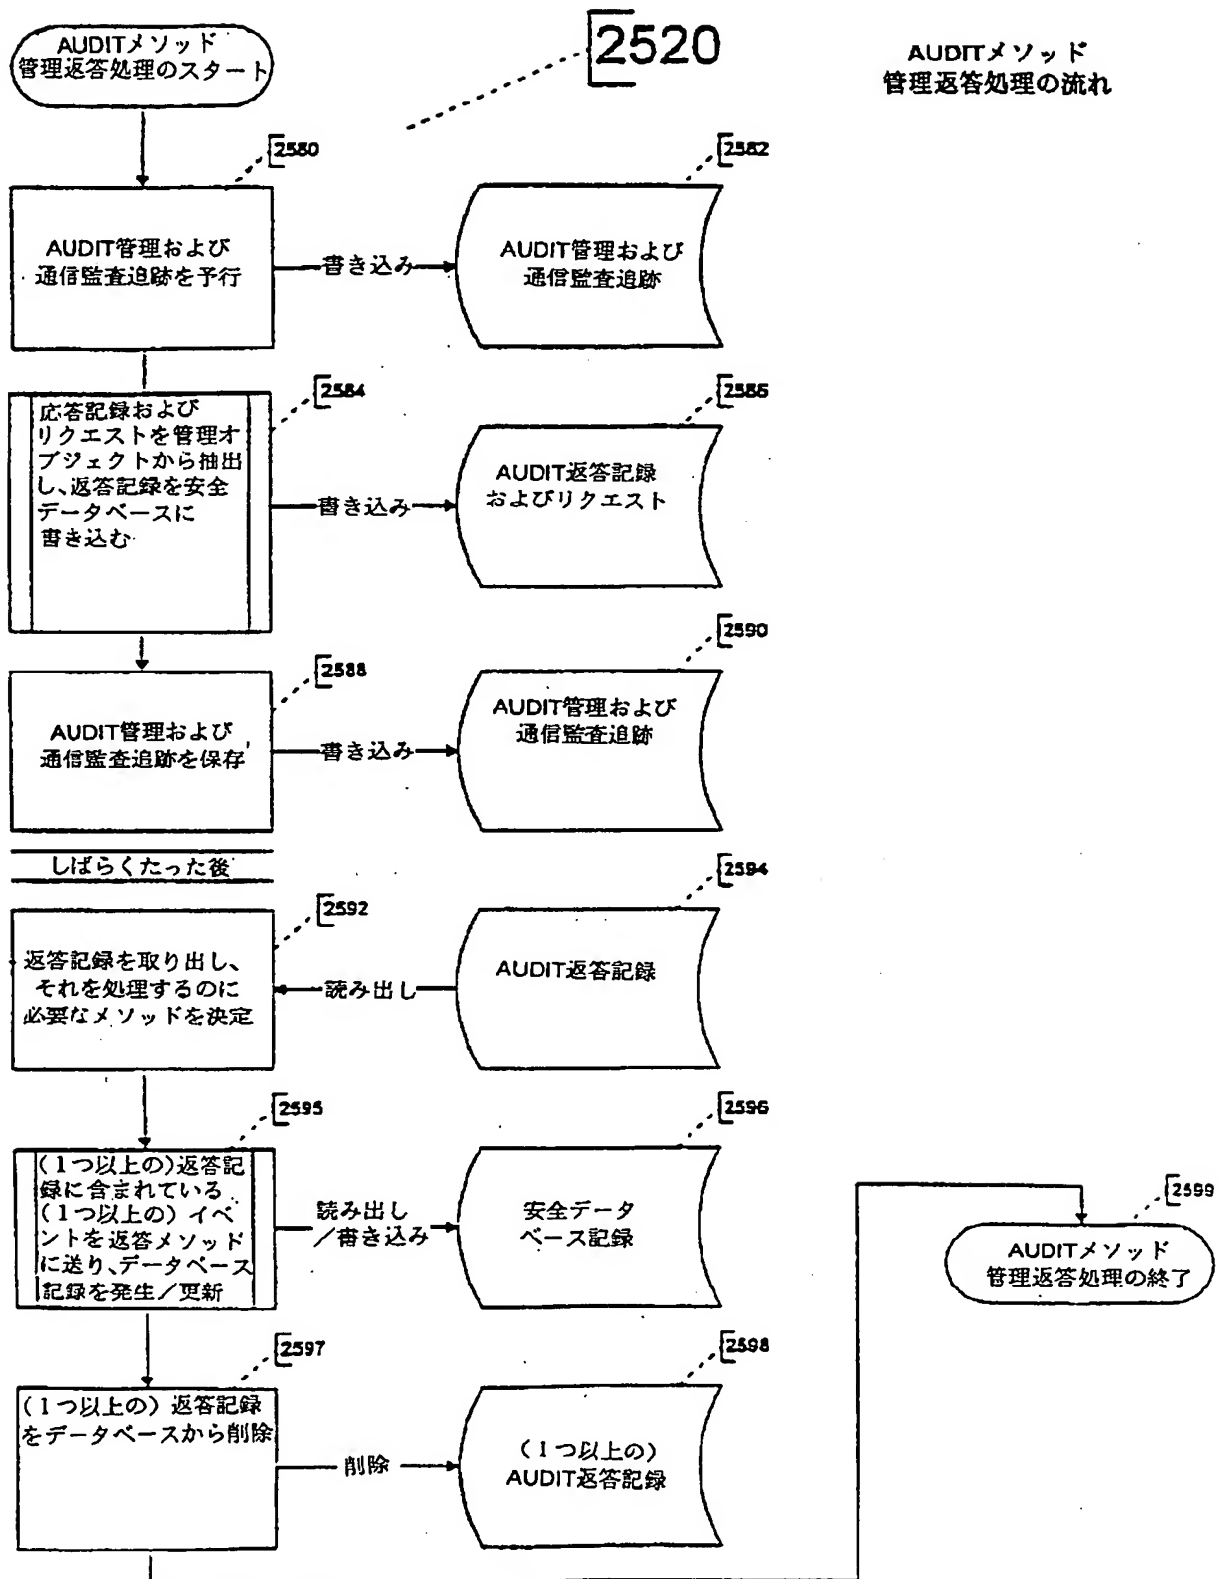 AUDITメソッド
管理返答処理のスタート
2520
AUDITメソッド
管理返答処理の流れ
2580
AUDIT管理および
通信監査追跡を予行
書き込み
2582
AUDIT管理および
通信監査追跡
2584
応答記録および
リクエストを管理オ
ブジェクトから抽出
し、返答記録を安全
データベースに
書き込む
書き込み
2586
AUDIT返答記録
およびリクエスト
2588
AUDIT管理および
通信監査追跡を保存
書き込み
2590
AUDIT管理および
通信監査追跡
しばらくたった後
2592
返答記録を取り出し、
それを処理するのに
必要なメソッドを決定
読み出し
2594
AUDIT返答記録
2595
(1つ以上の)返答記
録に含まれている
(1つ以上の)イベ
ントを返答メソッド
に送り、データベース
記録を発生/更新
読み出し
/書き込み
2596
安全データ
ベース記録
2597
(1つ以上の)返答記録
をデータベースから削除
削除
2598
(1つ以上の)
AUDIT返答記録
2599
AUDITメソッド
管理返答処理の終了